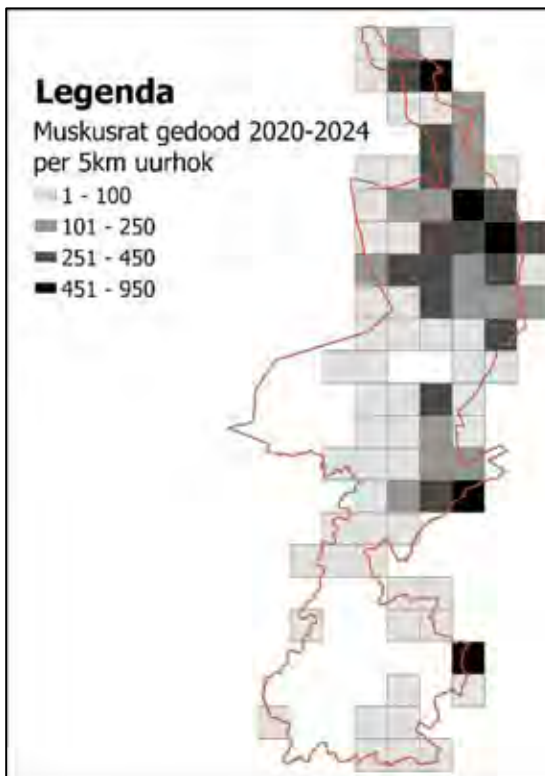 Legenda
Muskusrat gedood 2020-2024
per 5km uurhok
1 - 100
101 - 250
251 - 450
451 - 950